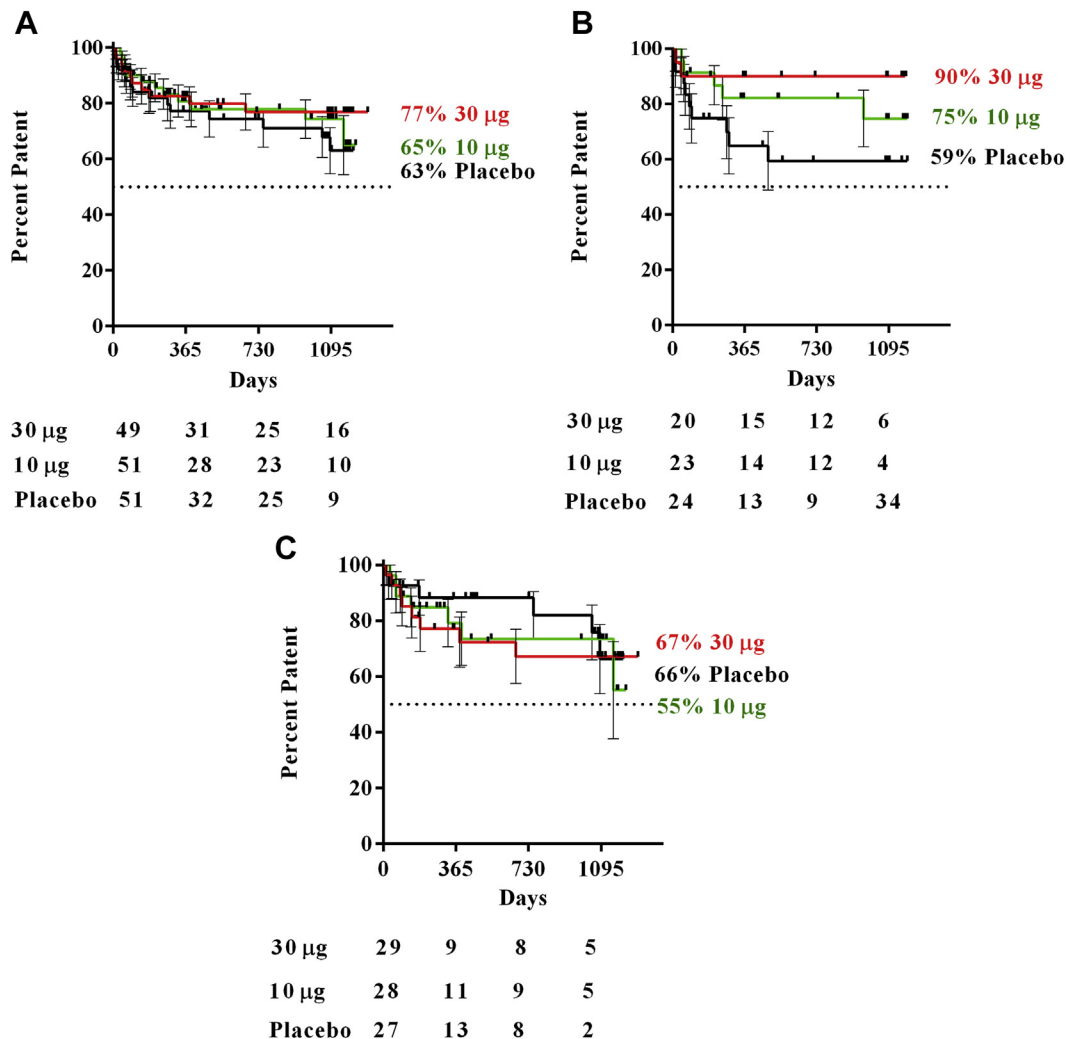 A
100
80
60
40
20
0
Percent Patent
0 365 730 1095
Days
77% 30 µg
65% 10 µg
63% Placebo
30 µg 49 31 25 16
10 µg 51 28 23 10
Placebo 51 32 25 9
B
100
80
60
40
20
0
Percent Patent
0 365 730 1095
Days
90% 30 µg
75% 10 µg
59% Placebo
30 µg 20 15 12 6
10 µg 23 14 12 4
Placebo 24 13 9 34
C
100
80
60
40
20
0
Percent Patent
0 365 730 1095
Days
67% 30 µg
66% Placebo
55% 10 µg
30 µg 29 9 8 5
10 µg 28 11 9 5
Placebo 27 13 8 2